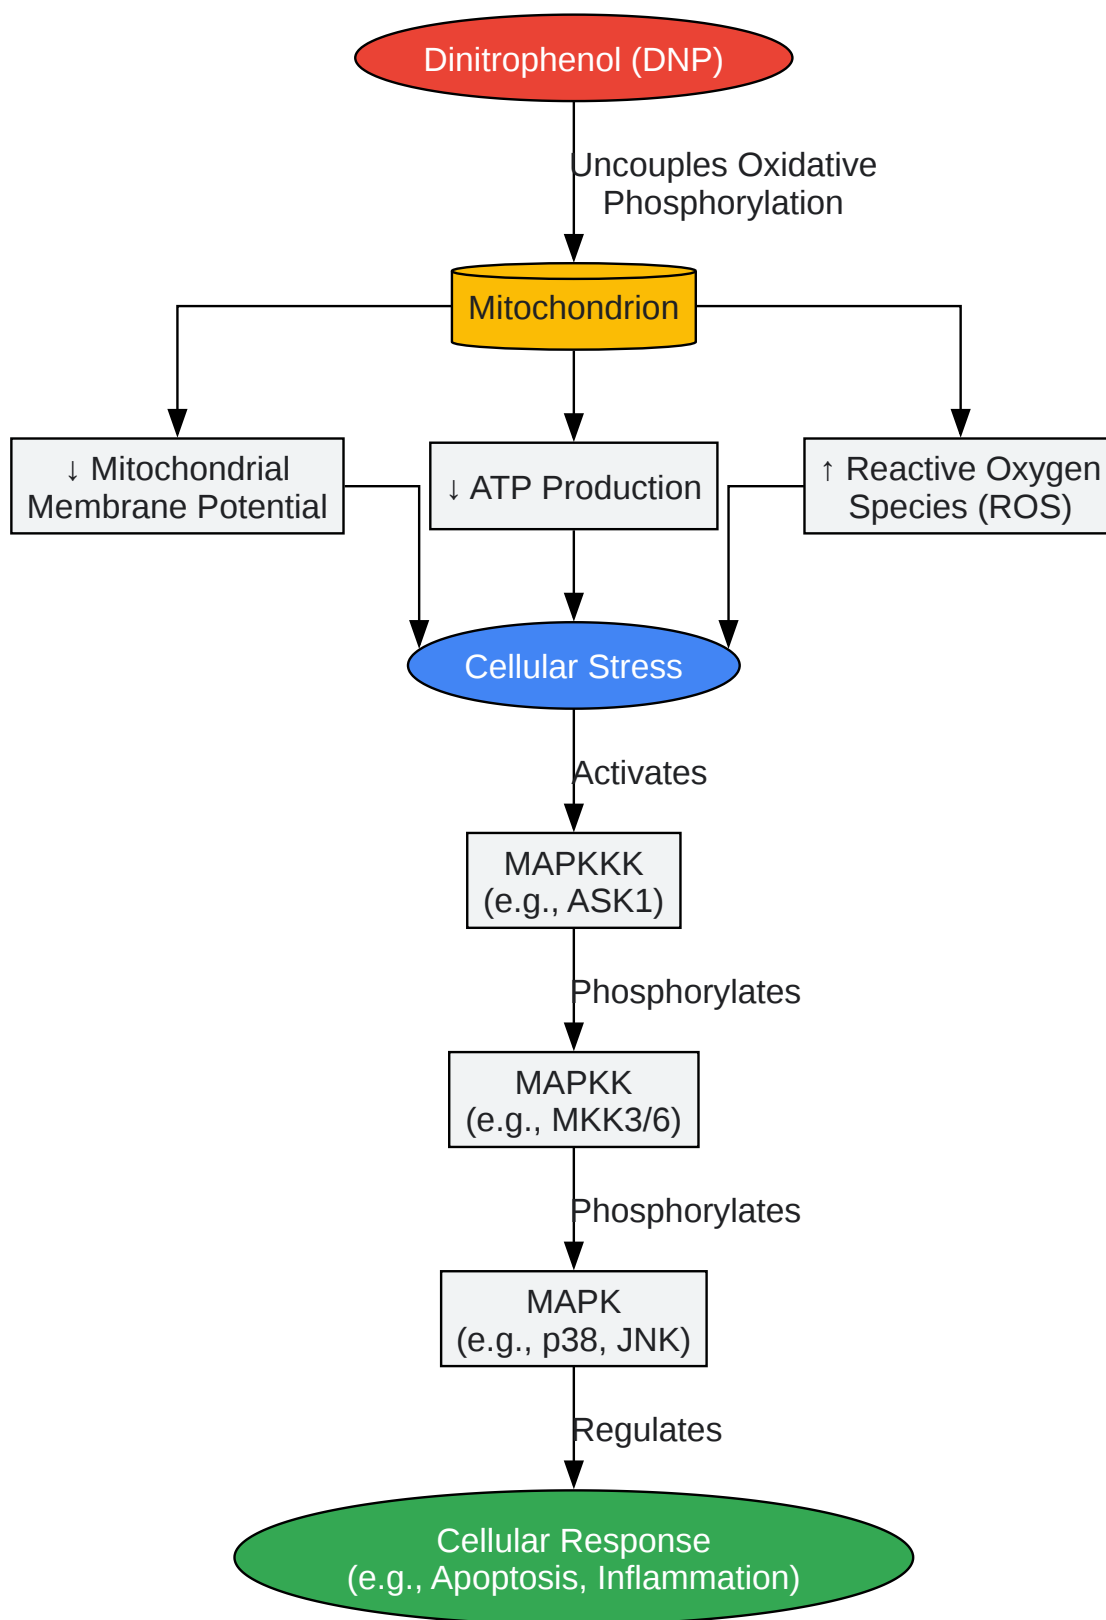 Dinitrophenol (DNP)
Uncouples Oxidative
Phosphorylation
Mitochondrion
↓ Mitochondrial
Membrane Potential
↓ ATP Production
↑ Reactive Oxygen
Species (ROS)
Cellular Stress
Activates
MAPKKK
(e.g., ASK1)
Phosphorylates
MAPKK
(e.g., MKK3/6)
Phosphorylates
MAPK
(e.g., p38, JNK)
Regulates
Cellular Response
(e.g., Apoptosis, Inflammation)